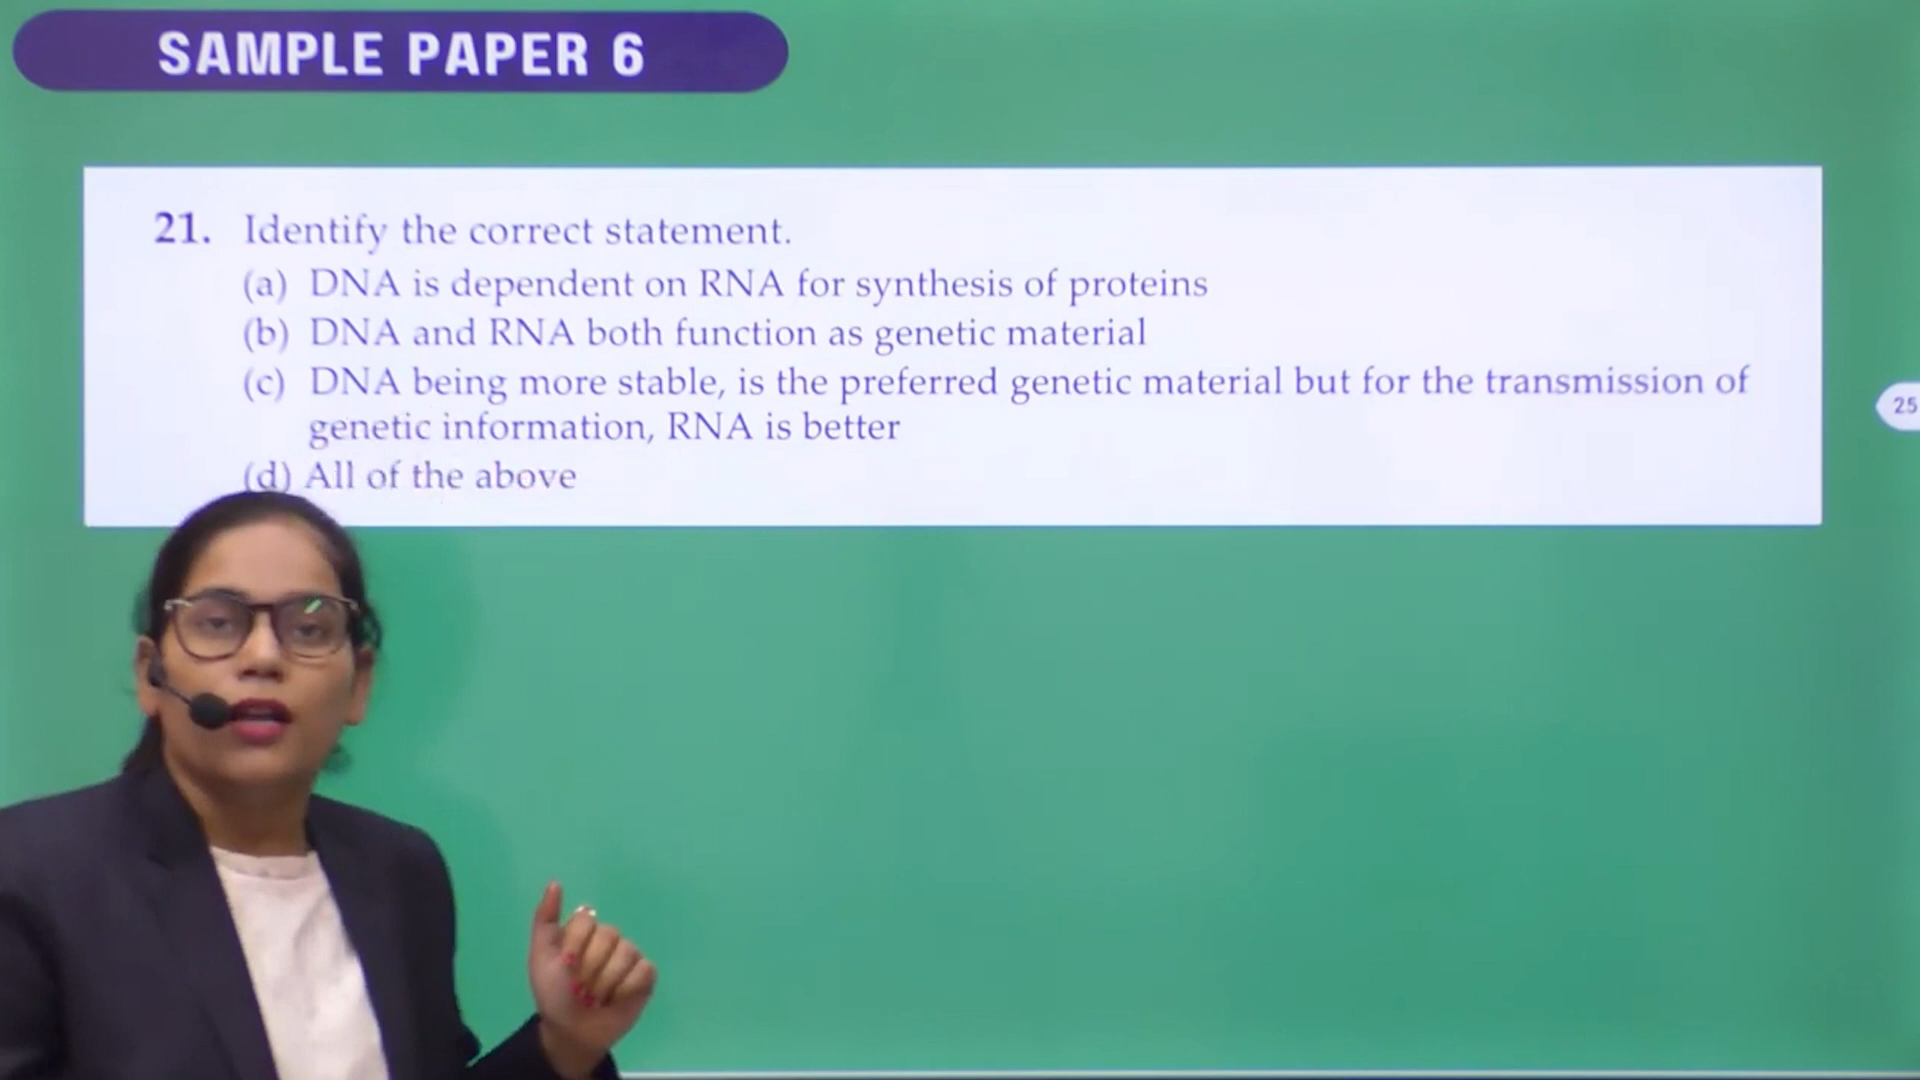 SAMPLE PAPER 6
21. Identify the correct statement.
(a) DNA is dependent on RNA for synthesis of proteins
(b) DNA and RNA both function as genetic material
(c) DNA being more stable, is the preferred genetic material but for the transmission of
genetic information, RNA is better
(d) All of the above
25